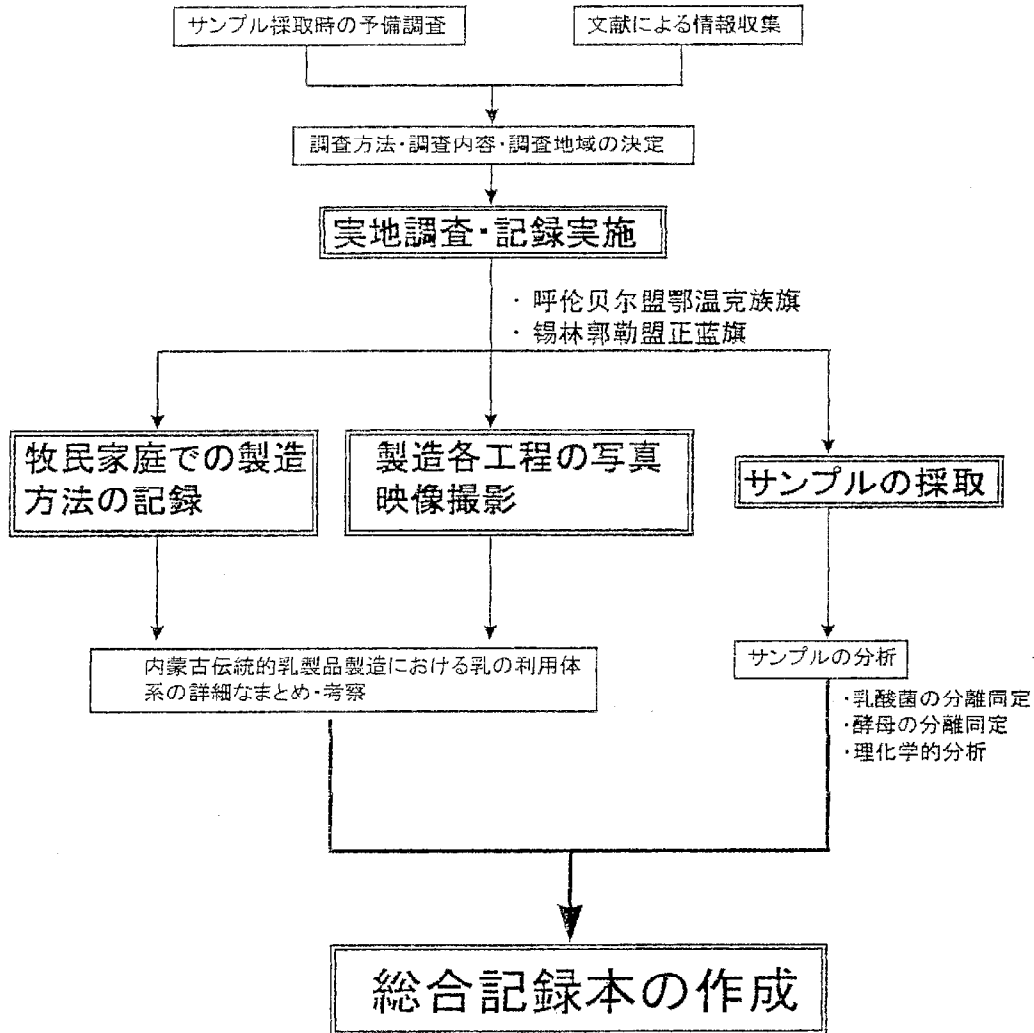 サンプル採取時の予備調査
文献による情報収集
調査方法・調査内容・調査地域の決定
実地調査・記録実施
・呼伦贝尔盟鄂温克族旗
・锡林郭勒盟正蓝旗
牧民家庭での製造
方法の記録
製造各工程の写真
映像撮影
サンプルの採取
内蒙古伝統的乳製品製造における乳の利用体
系の詳細なまとめ・考察
サンプルの分析
・乳酸菌の分離同定
・酵母の分離同定
・理化学的分析
総合記録本の作成